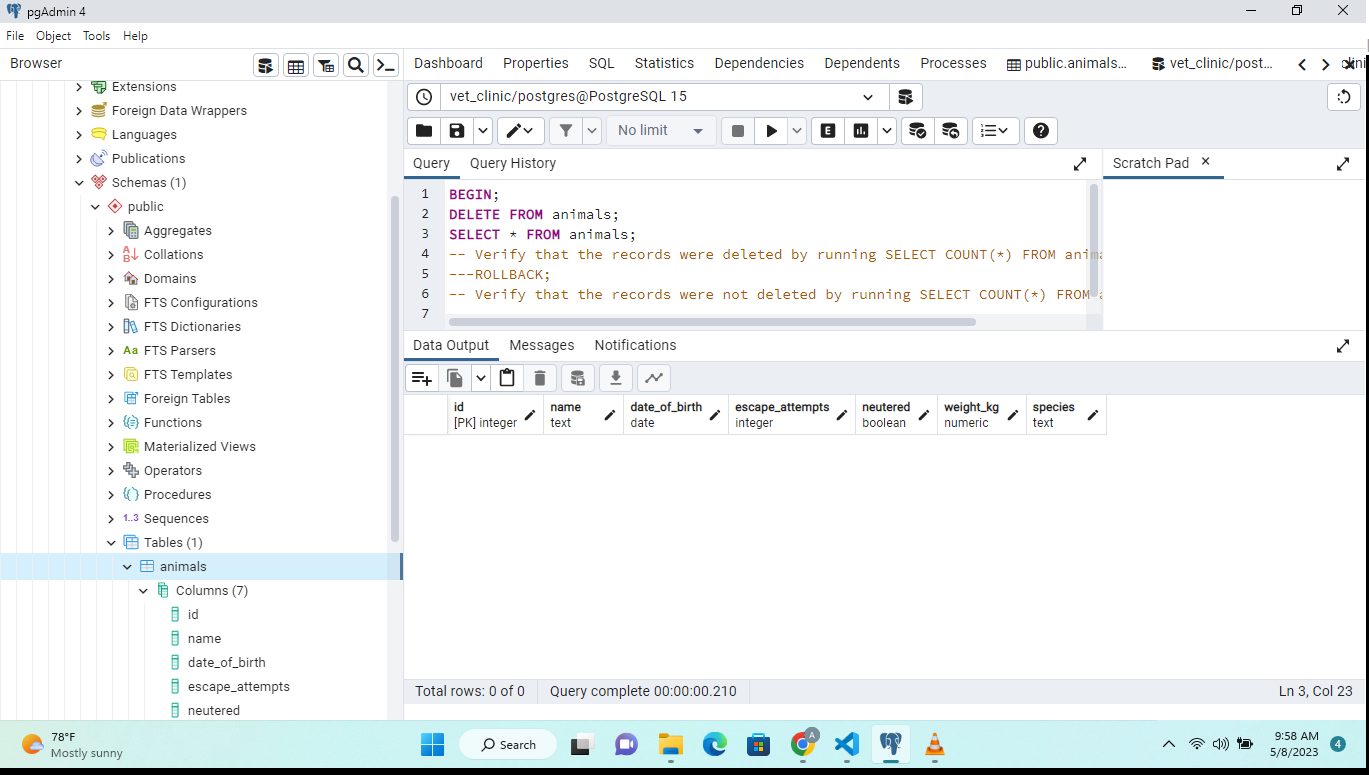 pgAdmin 4
File Object Tools Help
Browser
Dashboard Properties SQL Statistics Dependencies Dependents Processes public.animals... vet_clinic/post...
Extensions
Foreign Data Wrappers
Languages
Publications
Schemas (1)
public
Aggregates
Collations
Domains
FTS Configurations
FTS Dictionaries
Aa FTS Parsers
FTS Templates
Foreign Tables
Functions
Materialized Views
Operators
Procedures
1..3 Sequences
Tables (1)
animals
Columns (7)
id
name
date_of_birth
escape_attempts
neutered
vet_clinic/postgres@PostgreSQL 15
No limit
E
Query Query History
Scratch Pad
1 BEGIN;
2 DELETE FROM animals;
3 SELECT * FROM animals;
4 -- Verify that the records were deleted by running SELECT COUNT(*) FROM anim
5 ---ROLLBACK;
6 -- Verify that the records were not deleted by running SELECT COUNT(*) FROM
7
Data Output Messages Notifications
id name date_of_birth escape_attempts neutered weight_kg species
[PK] integer text date integer boolean numeric text
Total rows: 0 of 0 Query complete 00:00:00.210 Ln 3, Col 23
78°F
Mostly sunny
Search
A
9:58 AM
5/8/2023
4